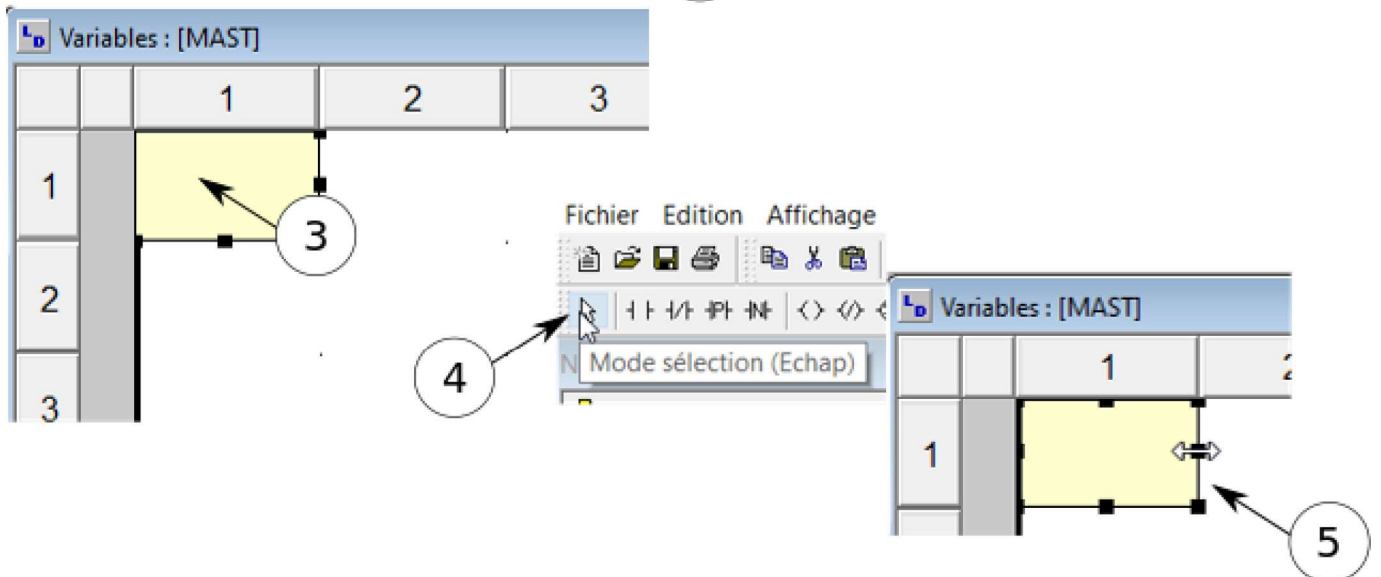 Variables : [MAST]
1 2 3
1
3
2
3
Fichier Edition Affichage
4
Mode sélection (Echap)
Variables : [MAST]
1
1
5